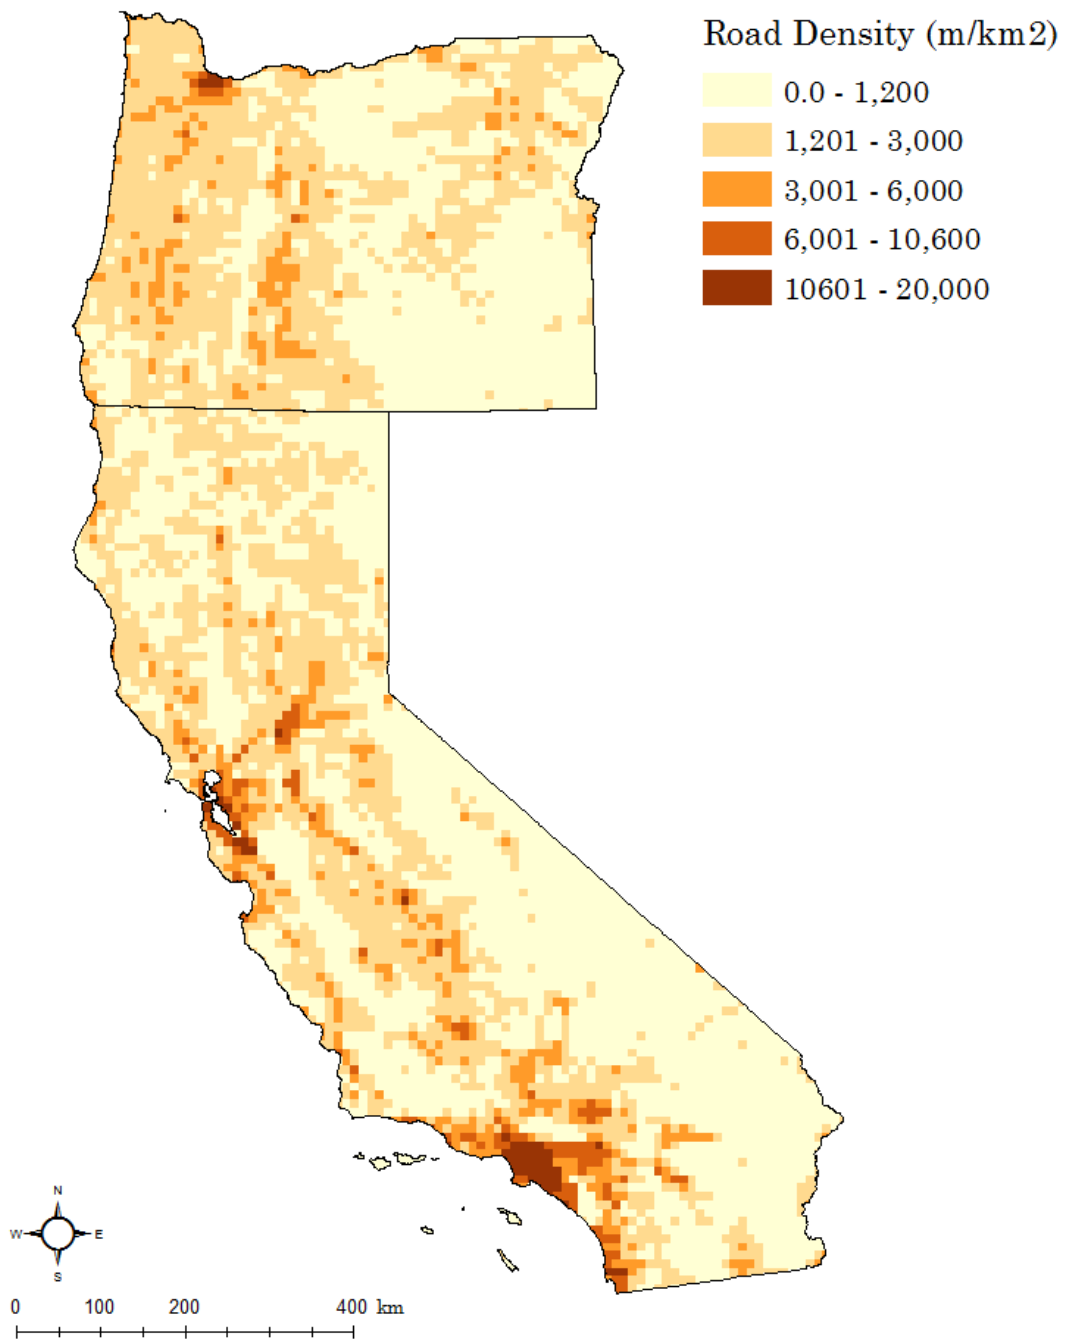 Road Density (m/km2)
0.0 - 1,200
1,201 - 3,000
3,001 - 6,000
6,001 - 10,600
10601 - 20,000
N
W E
S
0 100 200 400 km